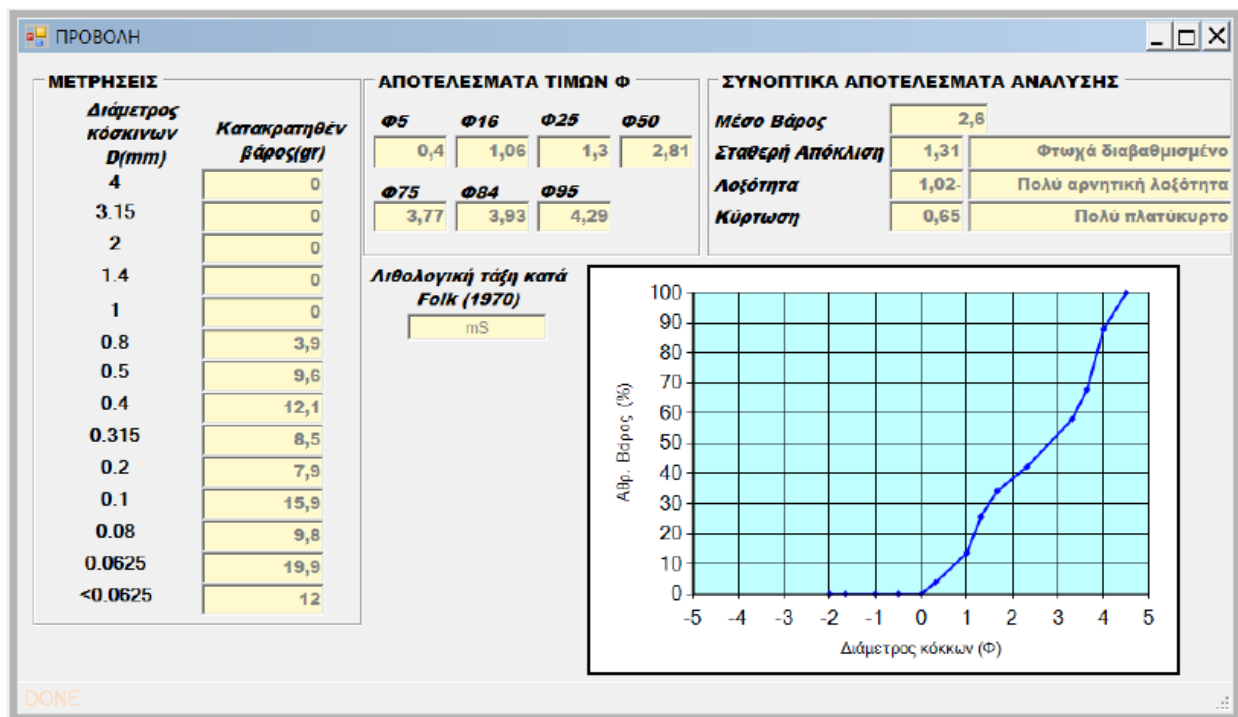 ΠΡΟΒΟΛΗ
ΜΕΤΡΗΣΕΙΣ
Διάμετρος κόσκινων D(mm)
Κατακρατηθέν βάρος(gr)
4 0
3.15 0
2 0
1.4 0
1 0
0.8 3,9
0.5 9,6
0.4 12,1
0.315 8,5
0.2 7,9
0.1 15,9
0.08 9,8
0.0625 19,9
<0.0625 12
ΑΠΟΤΕΛΕΣΜΑΤΑ ΤΙΜΩΝ Φ
Φ5 Φ16 Φ25 Φ50
0,4 1,06 1,3 2,81
Φ75 Φ84 Φ95
3,77 3,93 4,29
ΣΥΝΟΠΤΙΚΑ ΑΠΟΤΕΛΕΣΜΑΤΑ ΑΝΑΛΥΣΗΣ
Μέσο Βάρος 2,6
Σταθερή Απόκλιση 1,31 Φτωχά διαβαθμισμένο
Λοξότητα 1,02- Πολύ αρνητική λοξότητα
Κύρτωση 0,65 Πολύ πλατύκυρτο
Λιθολογική τάξη κατά
Folk (1970)
mS
Αθρ. Βάρος (%)
100
90
80
70
60
50
40
30
20
10
0
-5 -4 -3 -2 -1 0 1 2 3 4 5
Διάμετρος κόκκων (Φ)
DONE